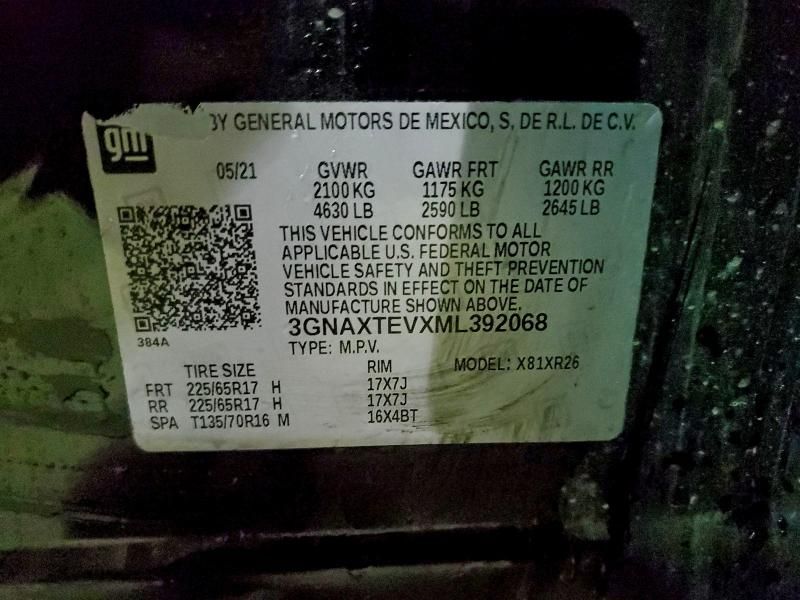 gm
BY GENERAL MOTORS DE MEXICO, S. DE R.L. DE C.V.
05/21 GVWR GAWR FRT GAWR RR
2100 KG 1175 KG 1200 KG
4630 LB 2590 LB 2645 LB
THIS VEHICLE CONFORMS TO ALL
APPLICABLE U.S. FEDERAL MOTOR
VEHICLE SAFETY AND THEFT PREVENTION
STANDARDS IN EFFECT ON THE DATE OF
MANUFACTURE SHOWN ABOVE.
3GNAXTEVXML392068
384A
TYPE: M.P.V. MODEL: X81XR26
TIRE SIZE RIM
FRT 225/65R17 H 17X7J
RR 225/65R17 H 17X7J
SPA T135/70R16 M 16X4BT